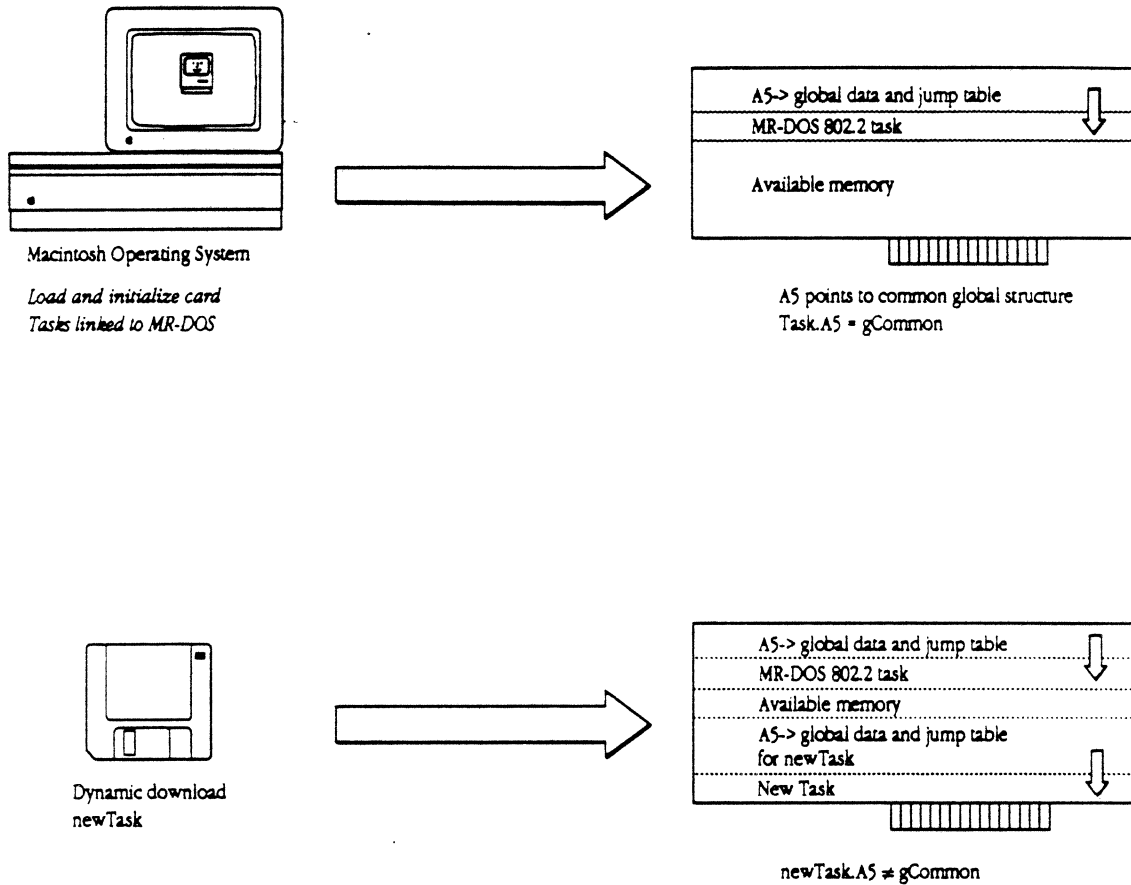 A5-> global data and jump table
MR-DOS 802.2 task
Available memory
Macintosh Operating System
Load and initialize card
Tasks linked to MR-DOS
A5 points to common global structure
Task.A5 = gCommon
A5-> global data and jump table
MR-DOS 802.2 task
Available memory
A5-> global data and jump table
for newTask
New Task
Dynamic download
newTask
newTask.A5 ≠ gCommon